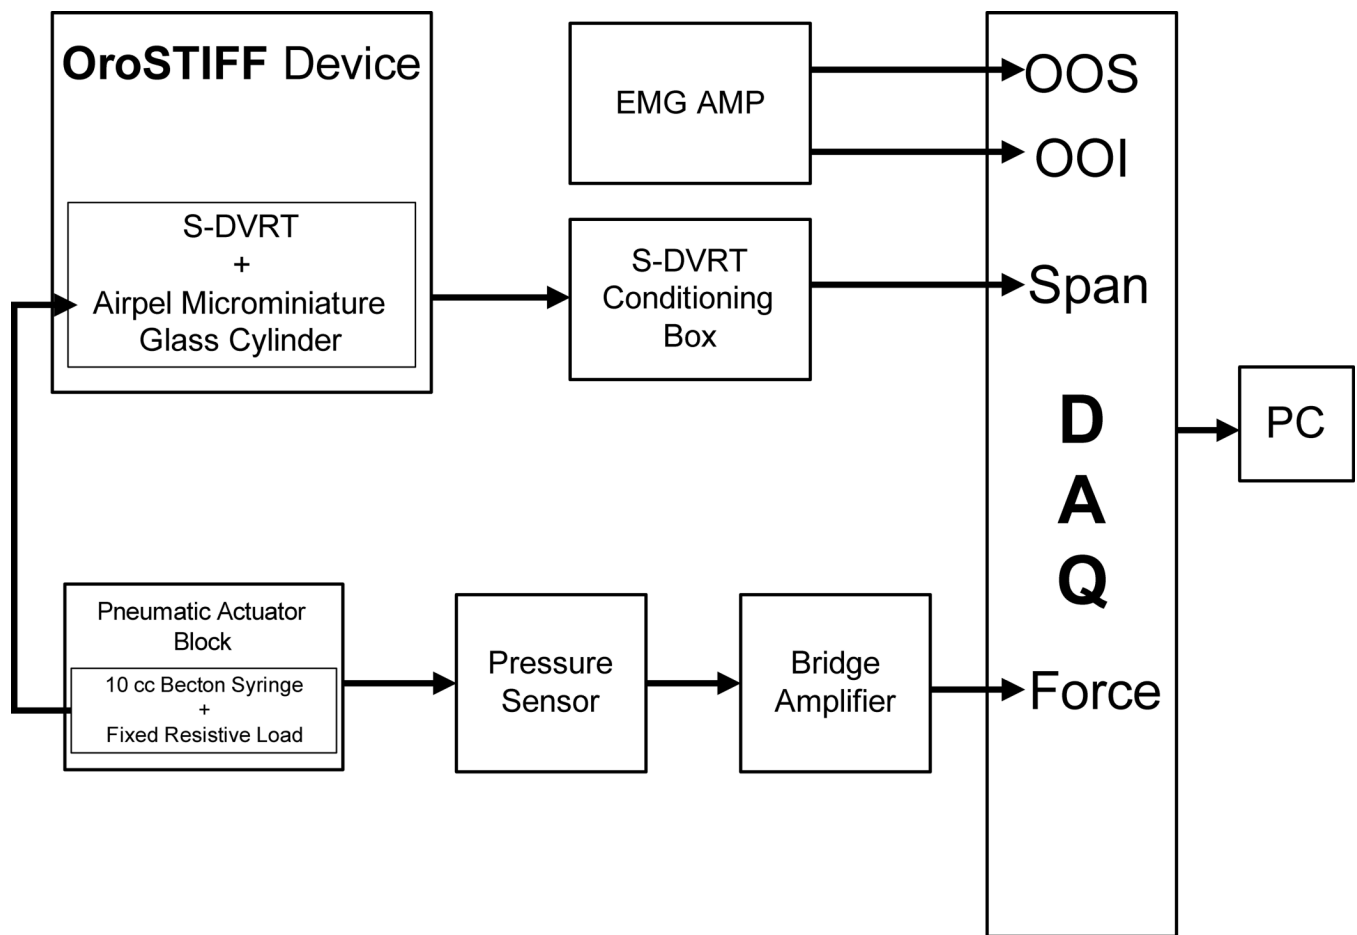 OroSTIFF Device
S-DVRT
+
Airpel Microminiature
Glass Cylinder
EMG AMP
S-DVRT
Conditioning
Box
OOS
OOI
Span
D
A
Q
Force
PC
Pneumatic Actuator
Block
10 cc Becton Syringe
+
Fixed Resistive Load
Pressure
Sensor
Bridge
Amplifier